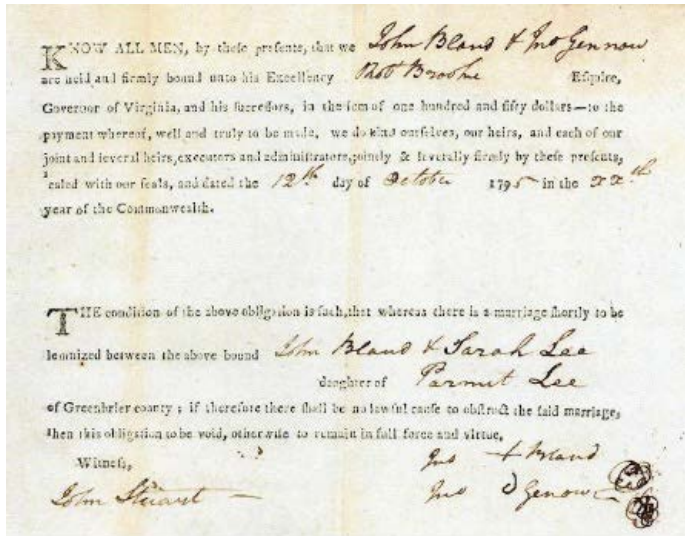 KNOW ALL MEN, by these presents, that we John Bland & Jno Gennow
are held and firmly bound unto his Excellency Robt Brooke Esquire,
Governor of Virginia, and his successors, in the sum of one hundred and fifty dollars—to the
payment whereof, well and truly to be made, we do bind ourselves, our heirs, and each of our
joint and several heirs, executors and administrators, jointly & severally firmly by these presents,
sealed with our seals, and dated the 12th day of October 1795 in the xxth
year of the Commonwealth.
THE condition of the above obligation is such, that whereas there is a marriage shortly to be
lemnized between the above bound John Bland & Sarah Lee
daughter of Parmit Lee
of Greenbrier county; if therefore there shall be no lawful cause to obstruct the said marriage,
then this obligation to be void, otherwise to remain in full force and virtue.
Witness,
Jno + Bland
John Stuart — Jno Genow